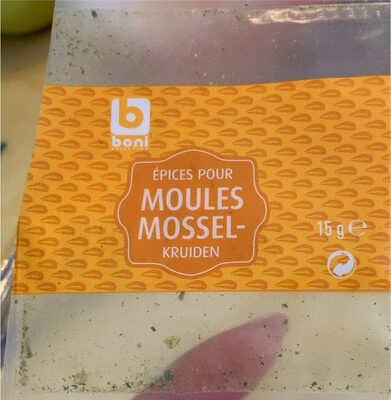 boni
ÉPICES POUR
MOULES
MOSSEL-
KRUIDEN
15 g ℮